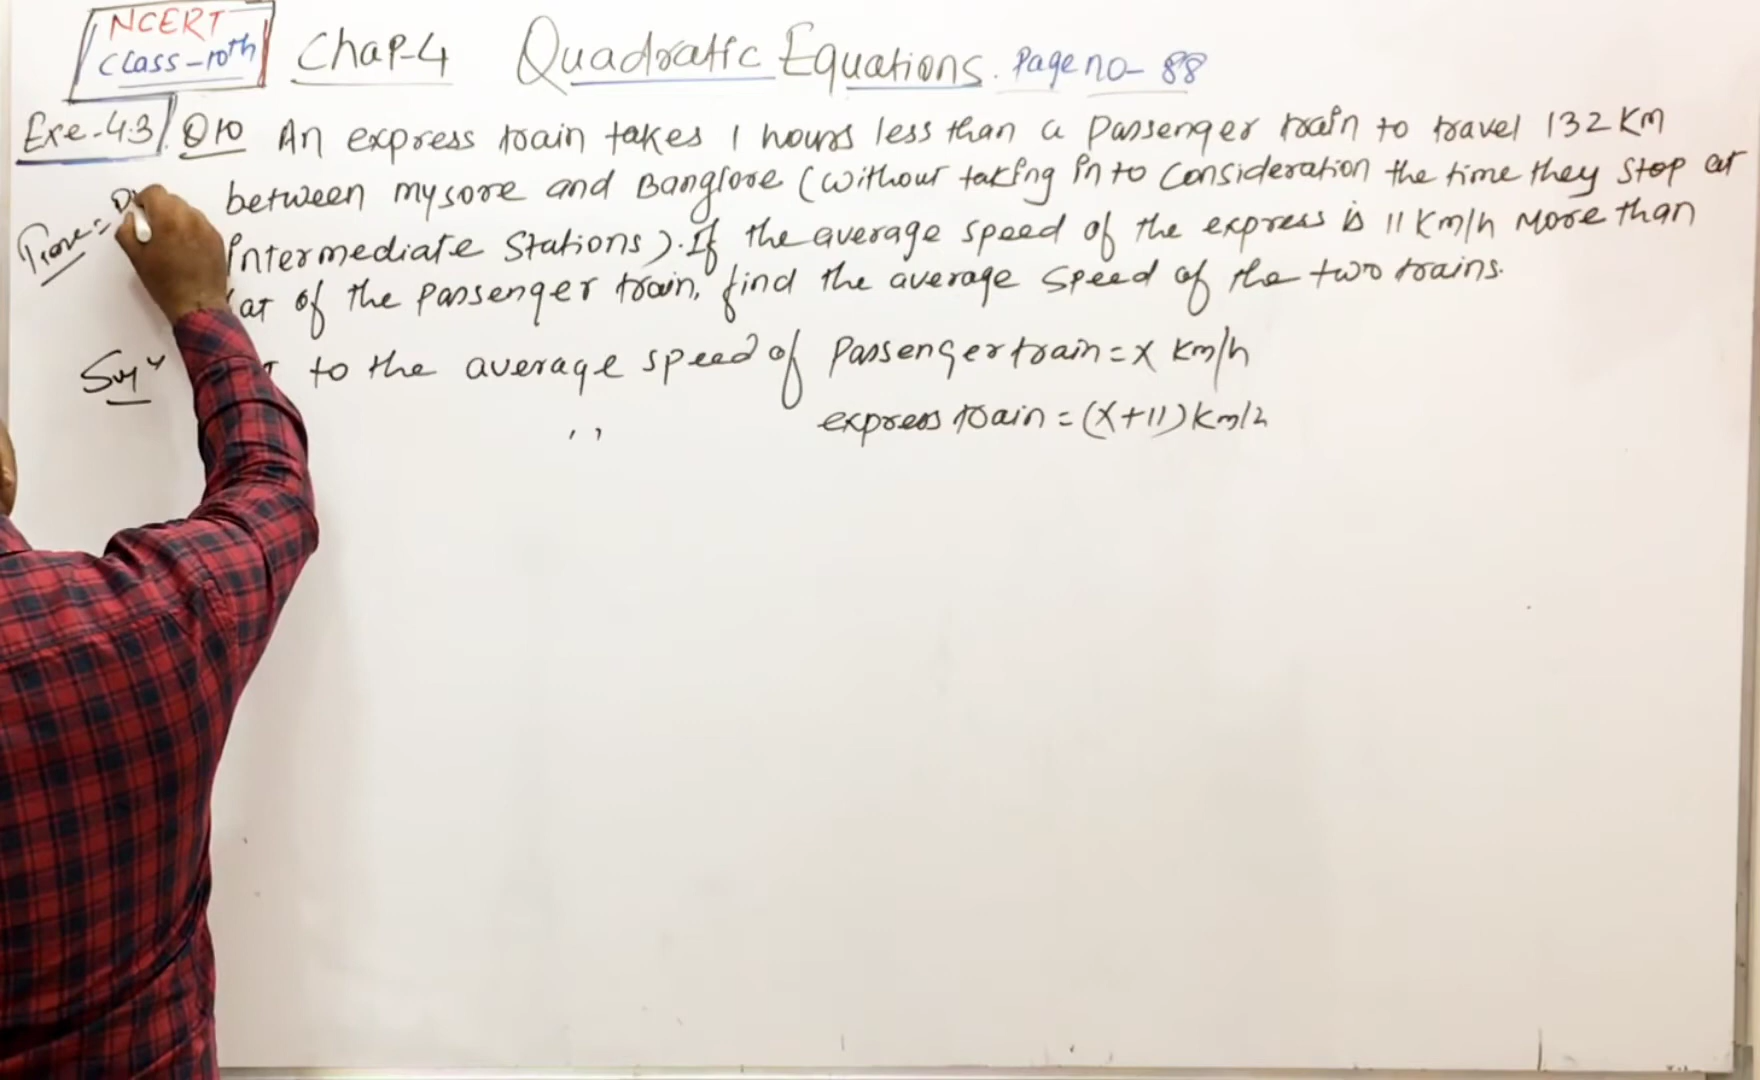 NCERT
Class-10th
Chap-4 Quadratic Equations. Page no- 88
Exe-4.3 Q10 An express train takes 1 hours less than a Passenger train to travel 132 Km
between mysore and Banglore (without taking in to Consideration the time they Stop at
Intermediate Stations). If the average speed of the express is 11 Km/h More than
at of the Passenger train, find the average Speed of the two trains.
Time =
to the average speed of Passenger train = x km/h
,, express train = (x+11) km/h